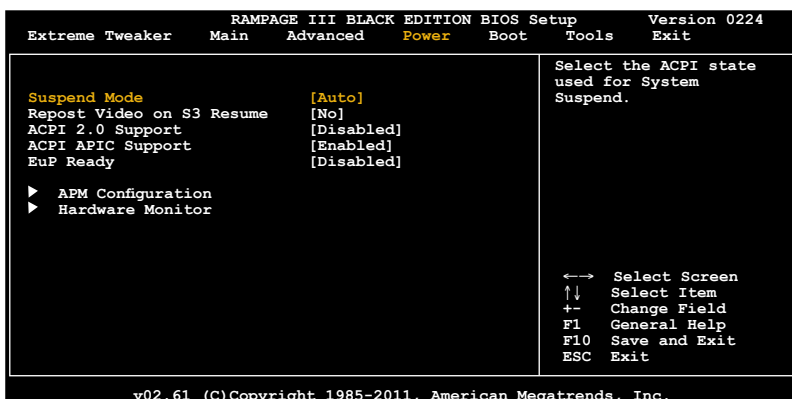 RAMPAGE III BLACK EDITION BIOS Setup Version 0224
Extreme Tweaker Main Advanced Power Boot Tools Exit
Suspend Mode [Auto]
Repost Video on S3 Resume [No]
ACPI 2.0 Support [Disabled]
ACPI APIC Support [Enabled]
EuP Ready [Disabled]
▶ APM Configuration
▶ Hardware Monitor
Select the ACPI state
used for System
Suspend.
←→ Select Screen
↑↓ Select Item
+- Change Field
F1 General Help
F10 Save and Exit
ESC Exit
v02.61 (C)Copyright 1985-2011, American Megatrends, Inc.